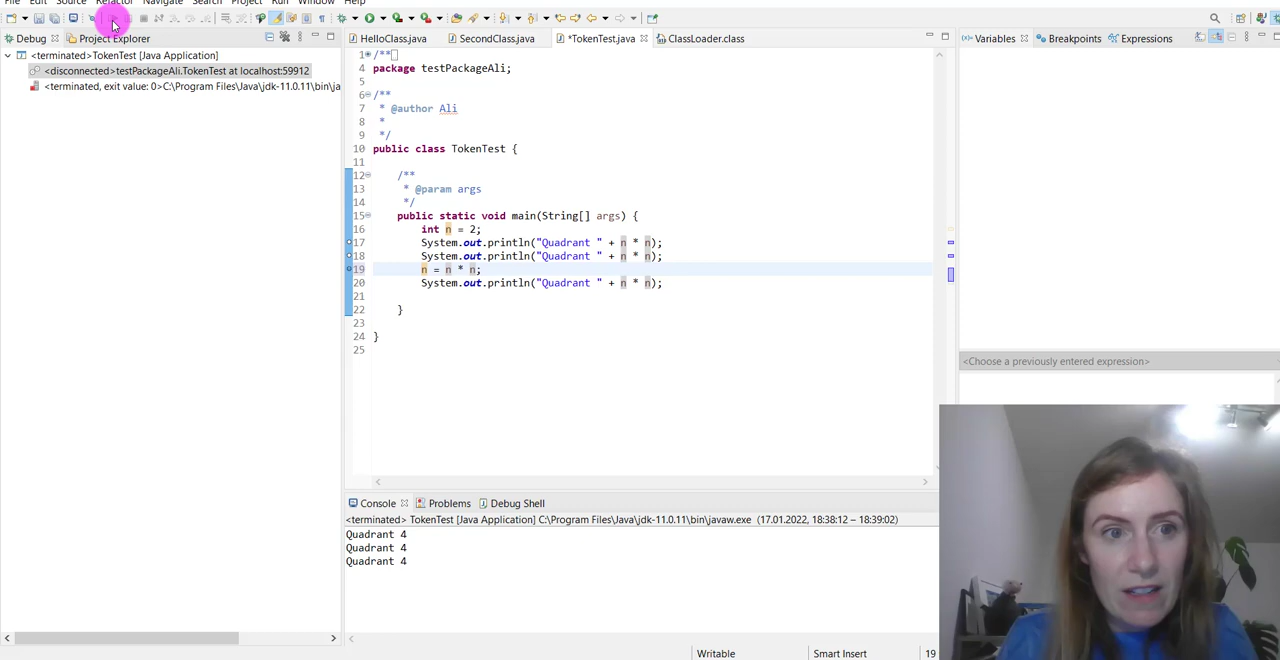 File Edit Source Refactor Navigate Search Project Run Window Help
Debug Project Explorer
<terminated>TokenTest [Java Application]
<disconnected>testPackageAli.TokenTest at localhost:59912
<terminated, exit value: 0>C:\Program Files\Java\jdk-11.0.11\bin\ja
HelloClass.java SecondClass.java *TokenTest.java ClassLoader.class
1 /**
4 package testPackageAli;
5
6 /**
7 * @author Ali
8 *
9 */
10 public class TokenTest {
11
12 /**
13 * @param args
14 */
15 public static void main(String[] args) {
16 int n = 2;
17 System.out.println("Quadrant " + n * n);
18 System.out.println("Quadrant " + n * n);
19 n = n * n;
20 System.out.println("Quadrant " + n * n);
21
22 }
23
24 }
25
Variables Breakpoints Expressions
<Choose a previously entered expression>
Console Problems Debug Shell
<terminated> TokenTest [Java Application] C:\Program Files\Java\jdk-11.0.11\bin\javaw.exe (17.01.2022, 18:38:12 – 18:39:02)
Quadrant 4
Quadrant 4
Quadrant 4
Writable Smart Insert 19